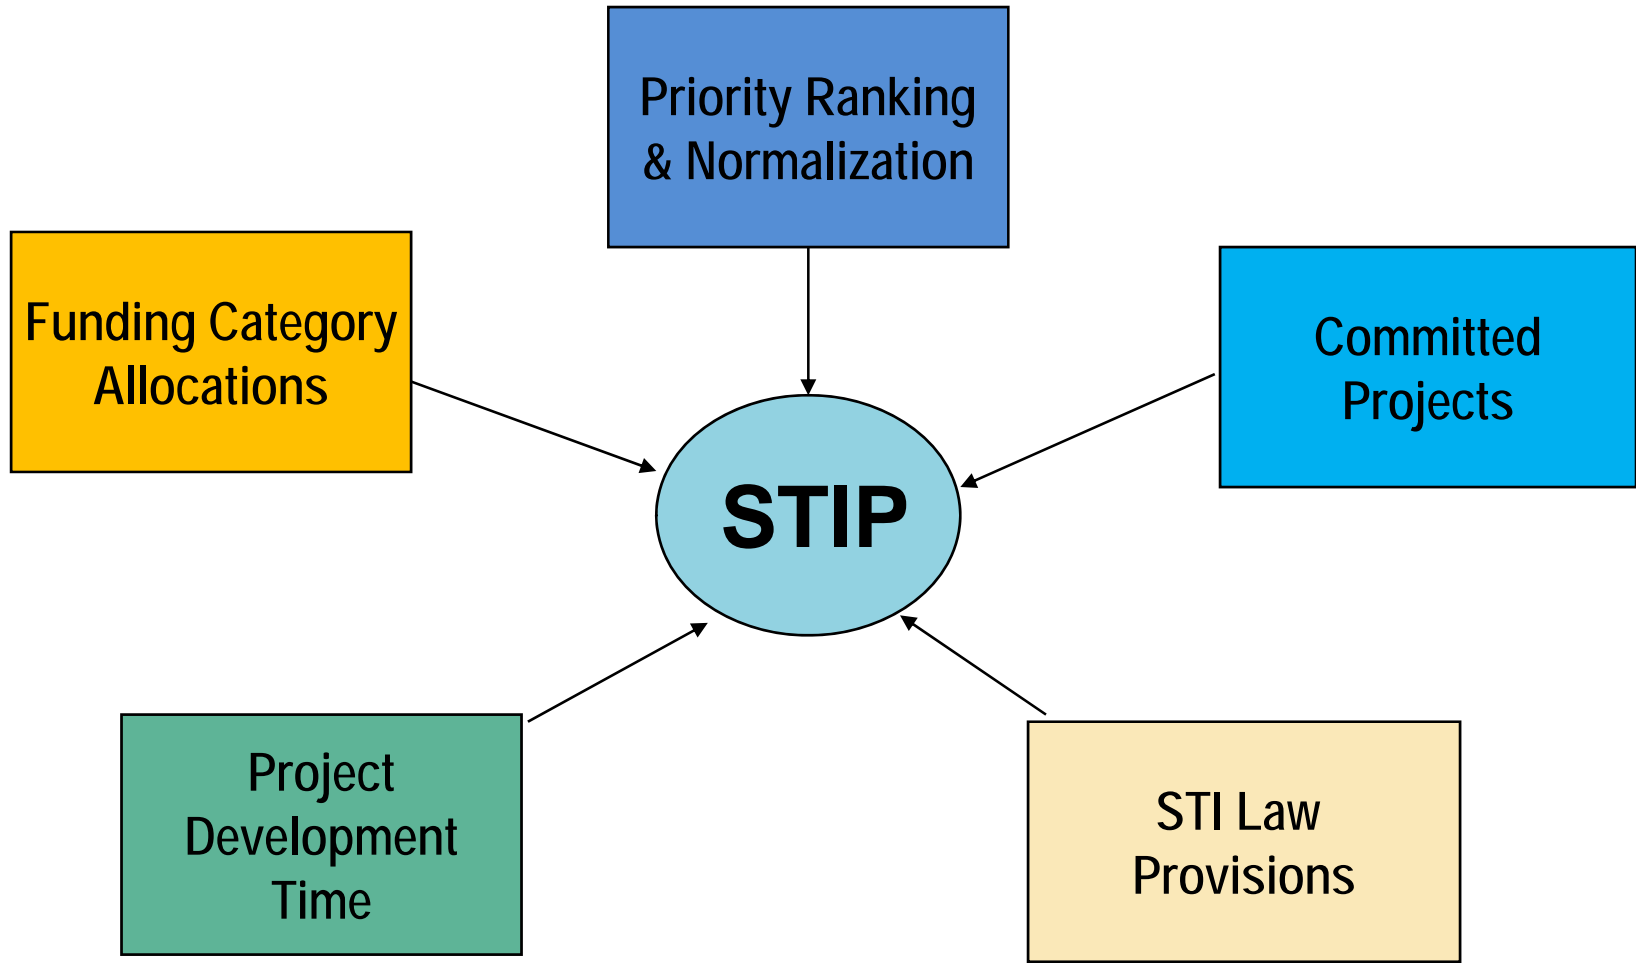 Priority Ranking
& Normalization
Funding Category
Allocations
Committed
Projects
STIP
Project
Development
Time
STI Law
Provisions